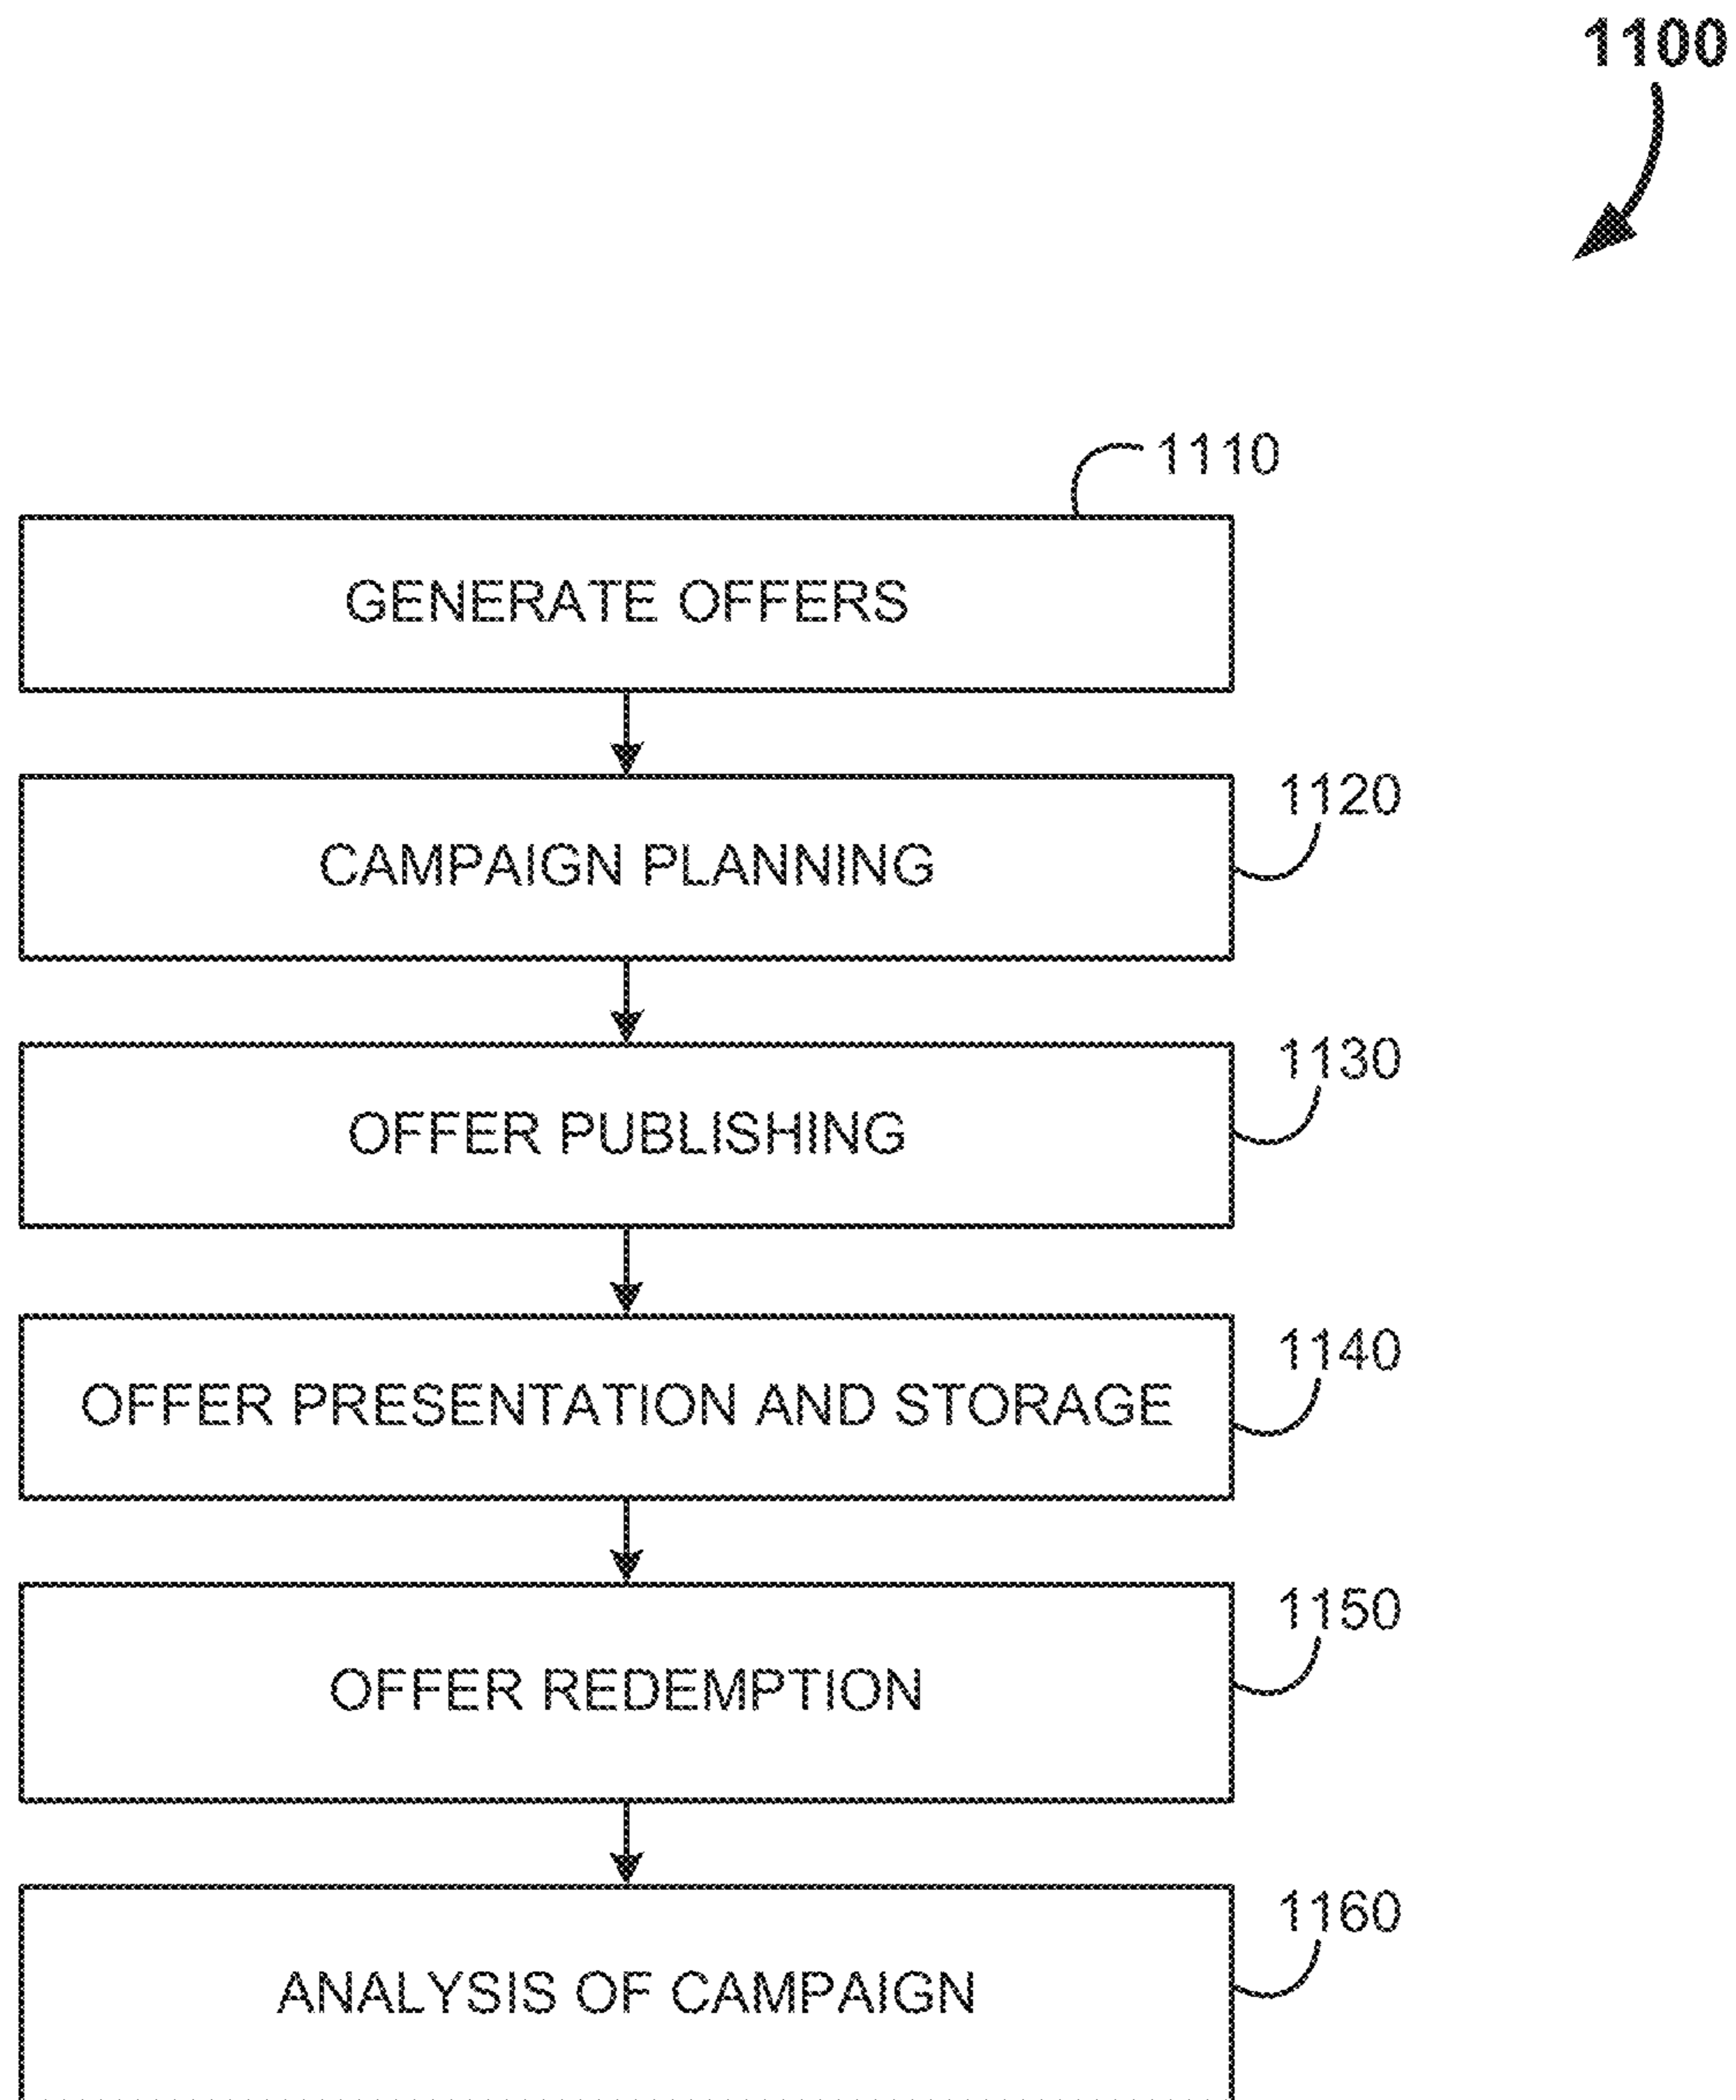 1100
1110
GENERATE OFFERS
1120
CAMPAIGN PLANNING
1130
OFFER PUBLISHING
1140
OFFER PRESENTATION AND STORAGE
1150
OFFER REDEMPTION
1160
ANALYSIS OF CAMPAIGN